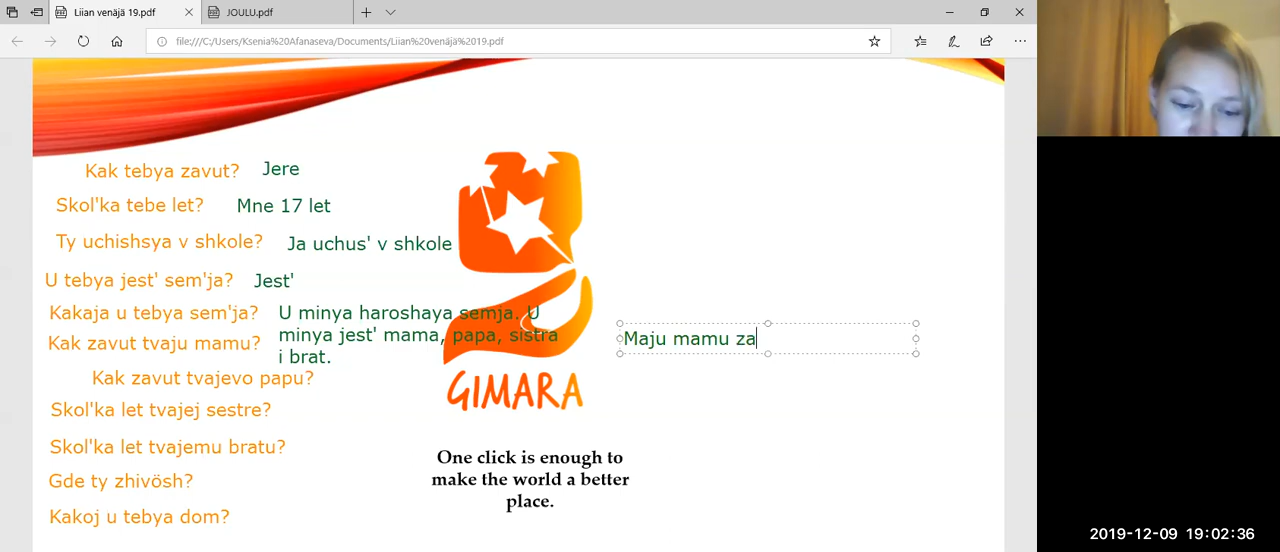 Liian venäjä 19.pdf
JOULU.pdf
file:///C:/Users/Ksenia%20Afanaseva/Documents/Liian%20venäjä%2019.pdf
Kak tebya zavut? Jere
Skol'ka tebe let? Mne 17 let
Ty uchishsya v shkole? Ja uchus' v shkole
U tebya jest' sem'ja? Jest'
Kakaja u tebya sem'ja? U minya haroshaya semja. U
minya jest' mama, papa, sistra
i brat.
Kak zavut tvaju mamu?
Maju mamu za
Kak zavut tvajevo papu?
Skol'ka let tvajej sestre?
Skol'ka let tvajemu bratu?
Gde ty zhivösh?
Kakoj u tebya dom?
GIMARA
One click is enough to
make the world a better
place.
2019-12-09 19:02:36